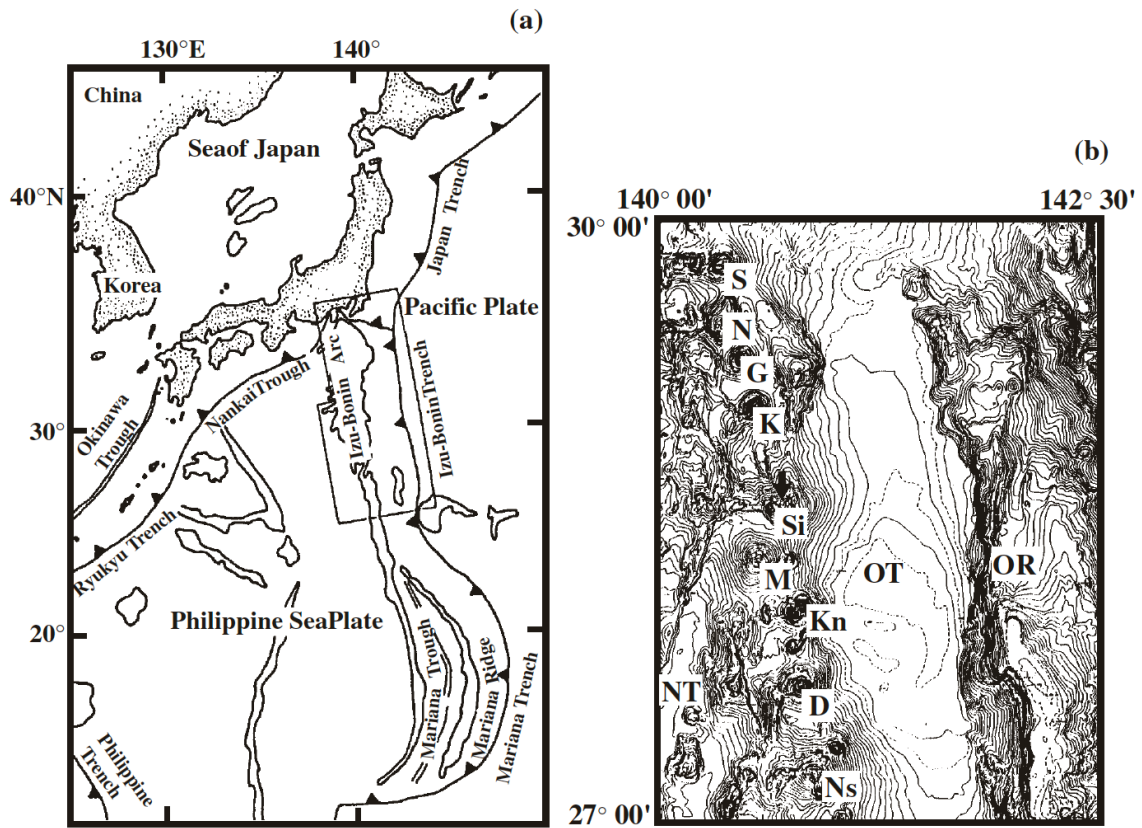 (a)
130°E
140°
China
Seaof Japan
40°N
Japan Trench
Korea
Pacific Plate
Izu-Bonin Arc
NankaiTrough
Izu-BoninTrench
Okinawa
Trough
30°
Ryukyu Trench
Philippine SeaPlate
20°
Mariana Trough
Mariana Ridge
Mariana Trench
Philippine
Trench
(b)
140° 00'
142° 30'
30° 00'
S
N
G
K
Si
M
OT
OR
Kn
NT
D
Ns
27° 00'